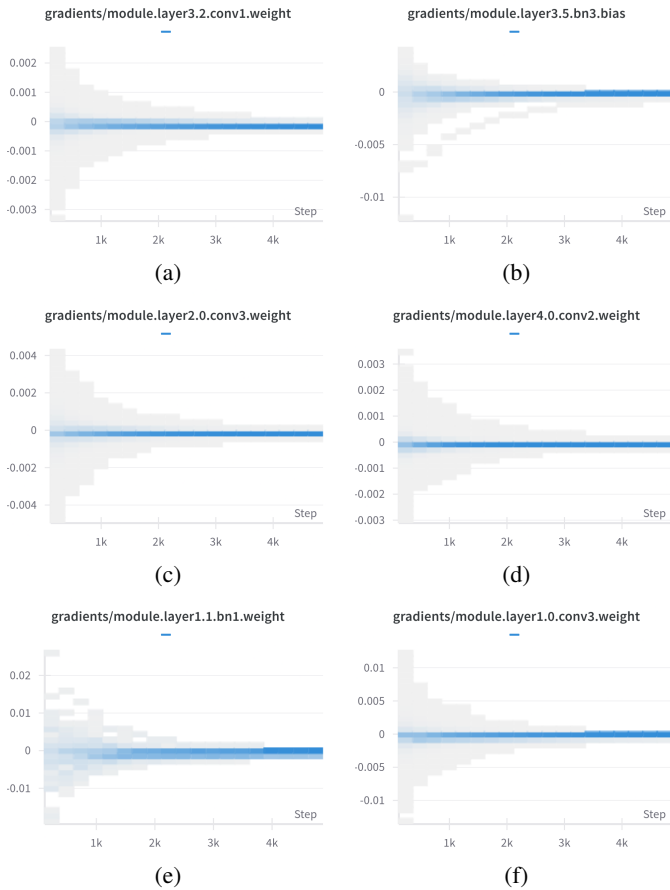 gradients/module.layer3.2.conv1.weight
0.002
0.001
0
-0.001
-0.002
-0.003
Step
1k 2k 3k 4k
(a)
gradients/module.layer3.5.bn3.bias
0
-0.005
-0.01
Step
1k 2k 3k 4k
(b)
gradients/module.layer2.0.conv3.weight
0.004
0.002
0
-0.002
-0.004
Step
1k 2k 3k 4k
(c)
gradients/module.layer4.0.conv2.weight
0.003
0.002
0.001
0
-0.001
-0.002
-0.003
Step
1k 2k 3k 4k
(d)
gradients/module.layer1.1.bn1.weight
0.02
0.01
0
-0.01
Step
1k 2k 3k 4k
(e)
gradients/module.layer1.0.conv3.weight
0.01
0.005
0
-0.005
-0.01
Step
1k 2k 3k 4k
(f)